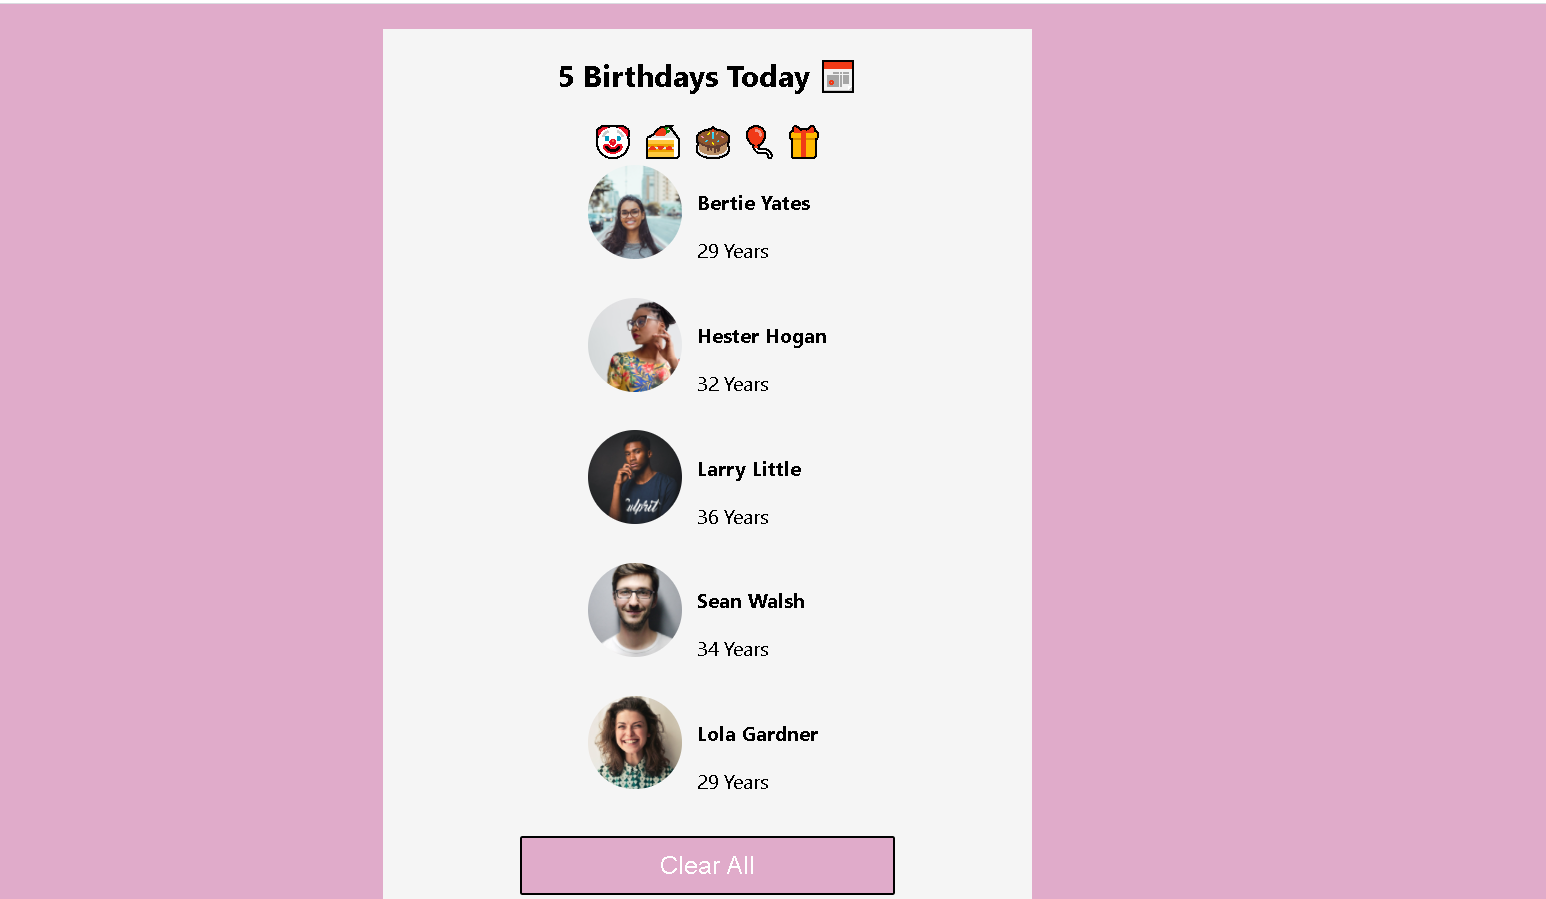 5 Birthdays Today 📅
🤡 🍰 🎂 🎈 🎁
Bertie Yates
29 Years
Hester Hogan
32 Years
Larry Little
36 Years
Culprit
Sean Walsh
34 Years
Lola Gardner
29 Years
Clear All